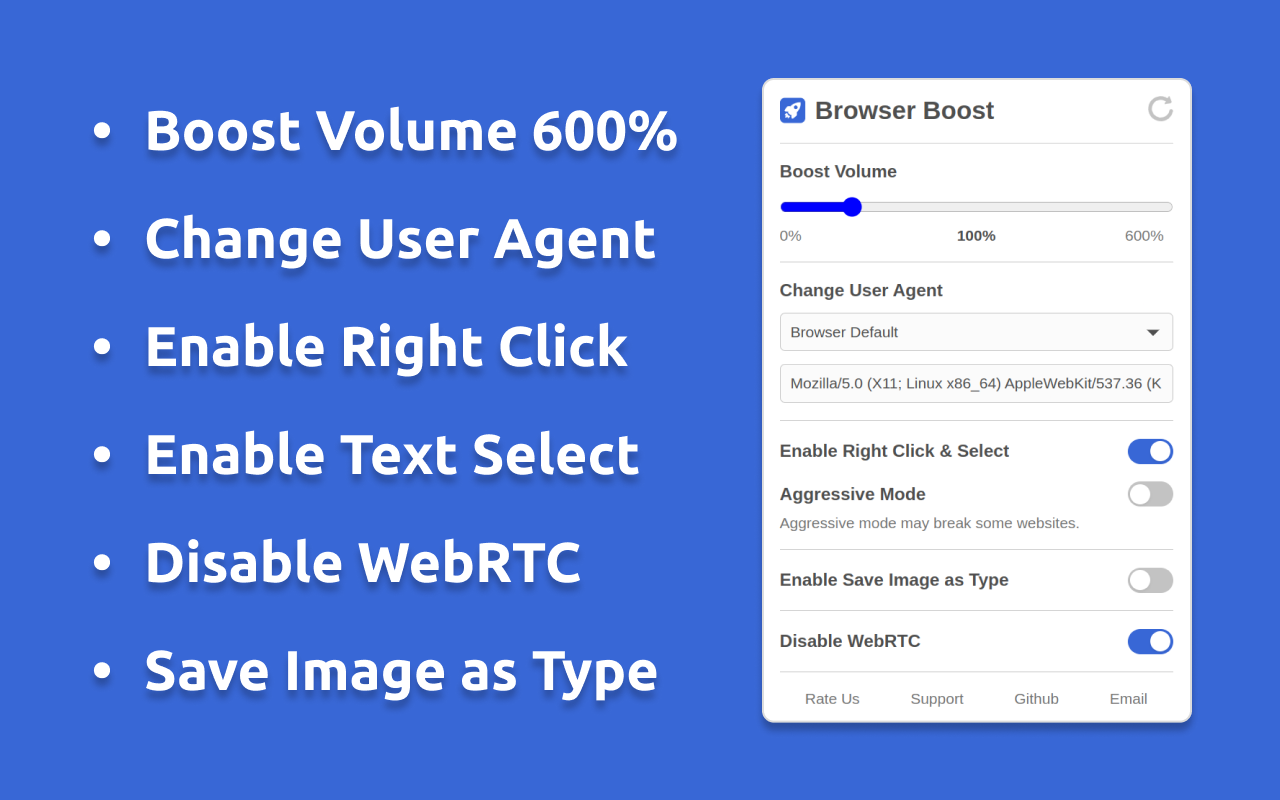 • Boost Volume 600%
• Change User Agent
• Enable Right Click
• Enable Text Select
• Disable WebRTC
• Save Image as Type
Browser Boost
Boost Volume
0% 100% 600%
Change User Agent
Browser Default
Mozilla/5.0 (X11; Linux x86_64) AppleWebKit/537.36 (K
Enable Right Click & Select
Aggressive Mode
Aggressive mode may break some websites.
Enable Save Image as Type
Disable WebRTC
Rate Us Support Github Email